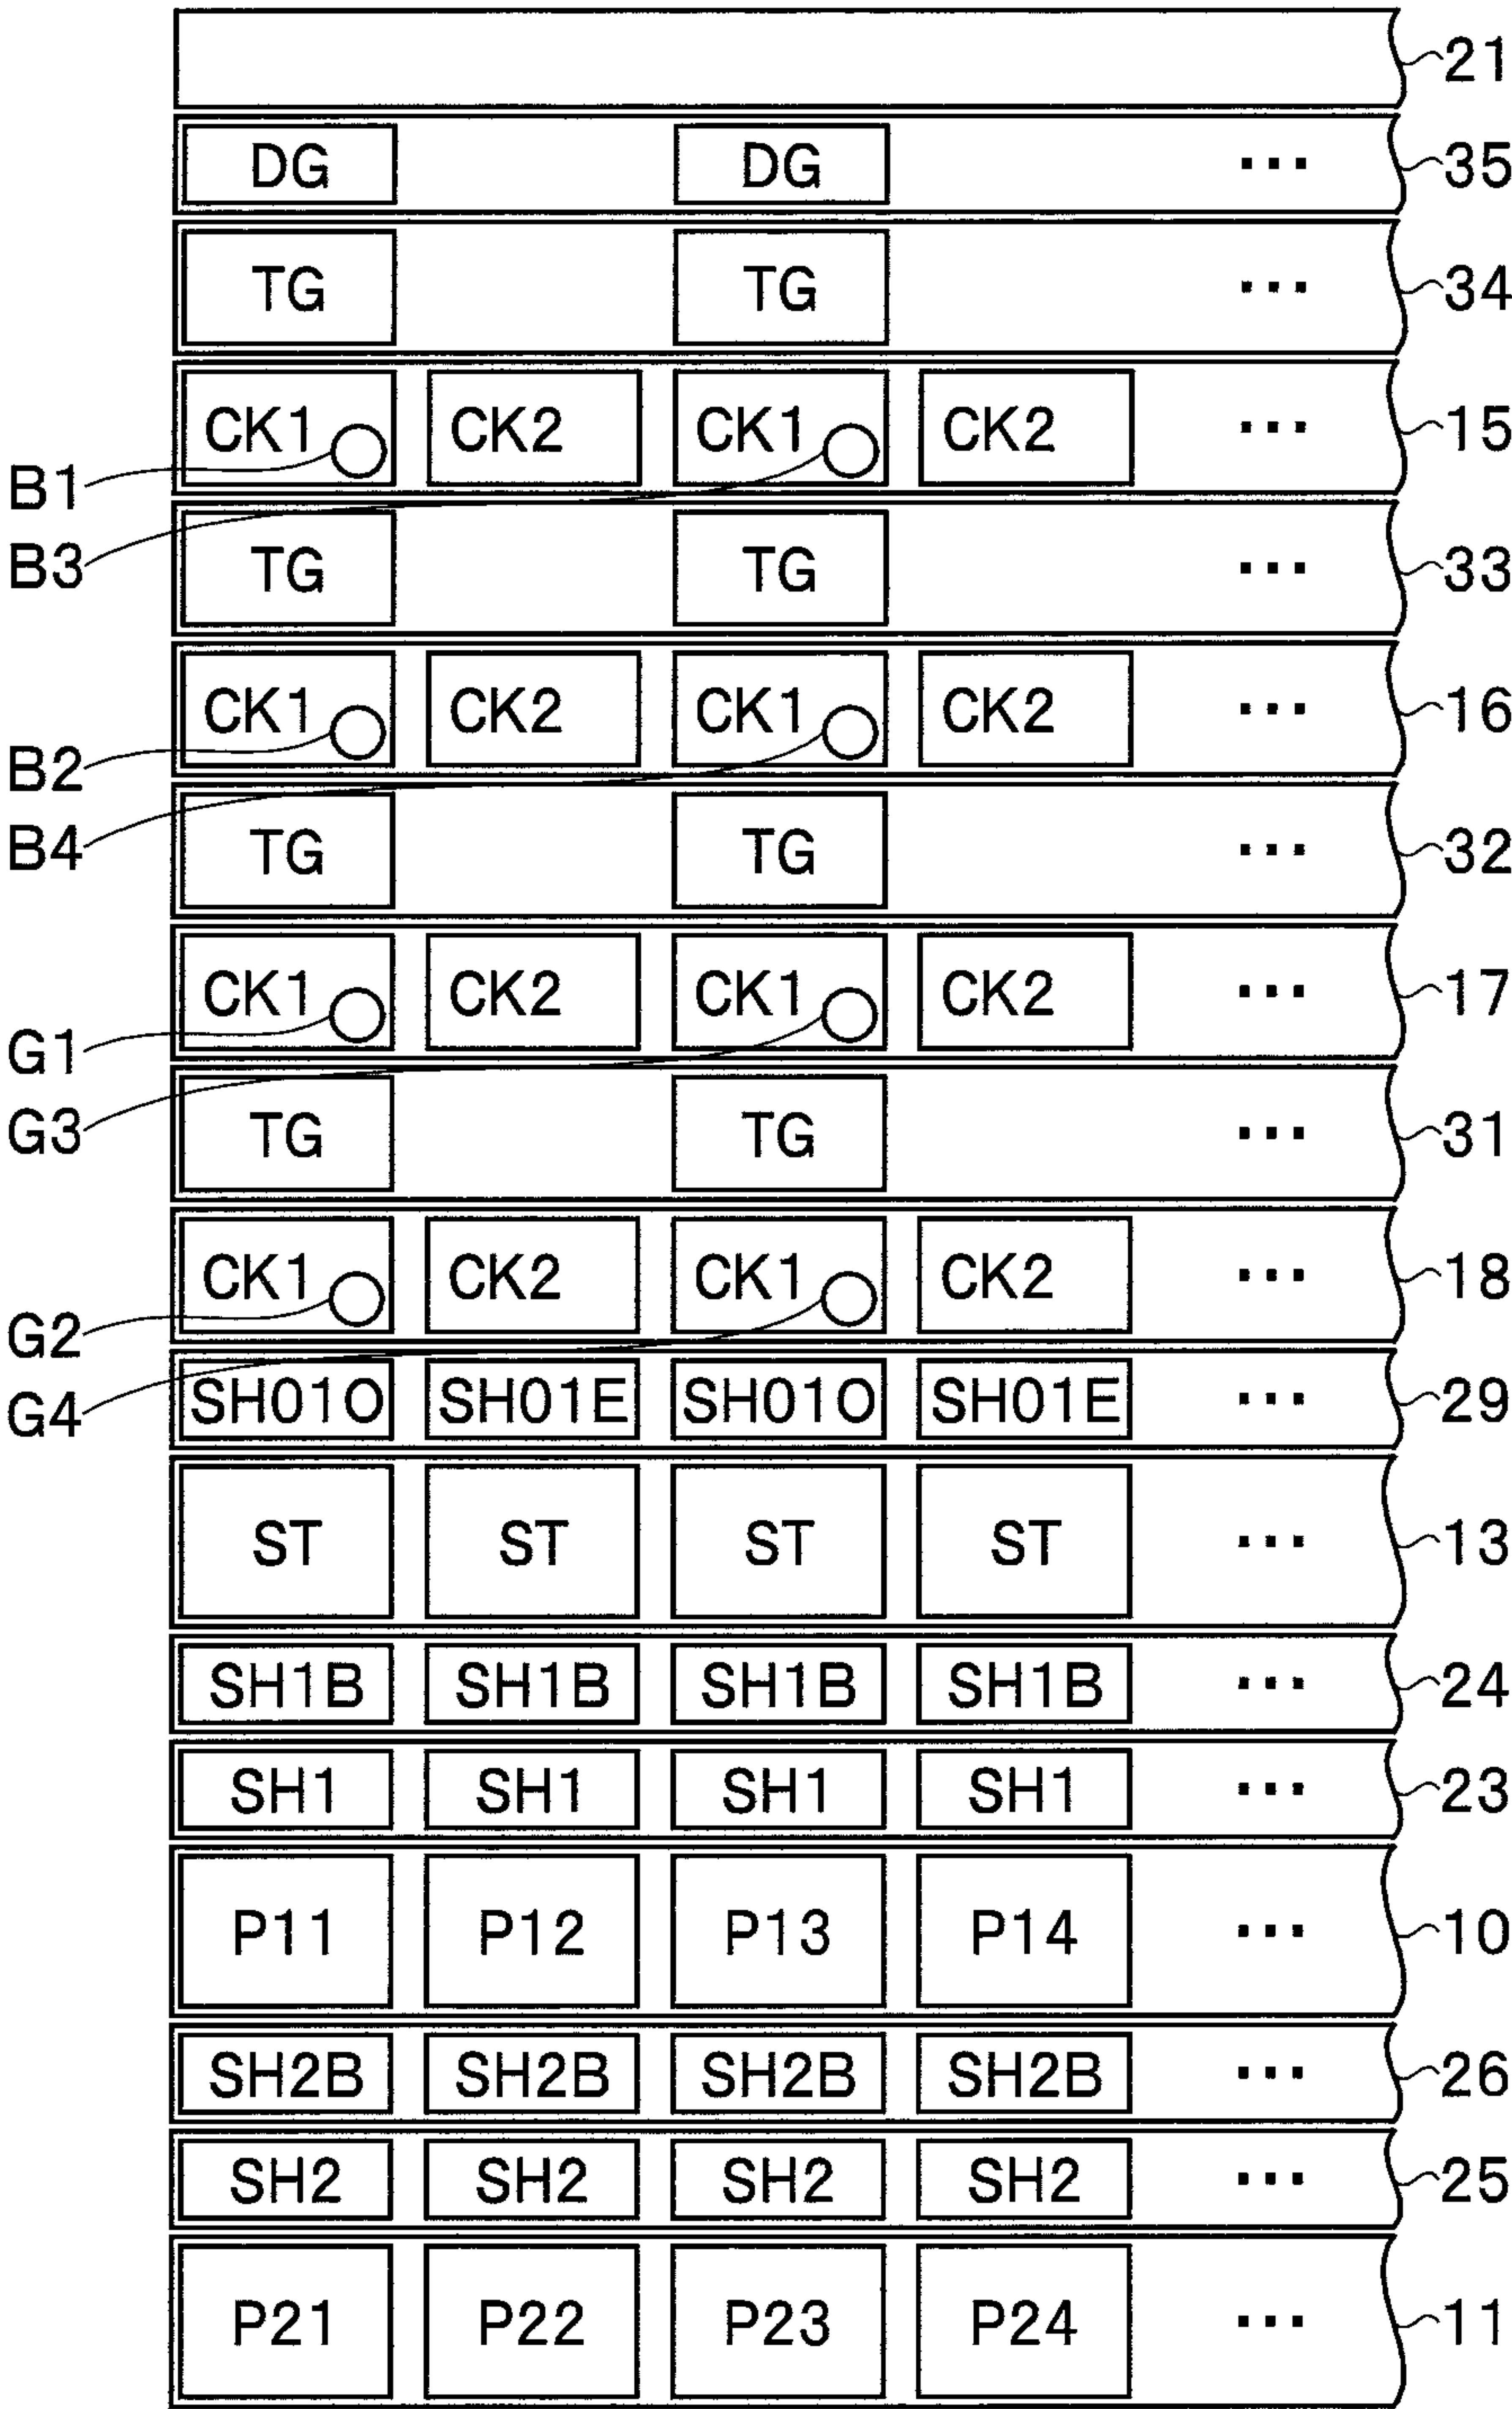 21
DG DG ... 35
TG TG ... 34
CK1 CK2 CK1 CK2 ... 15
B1
B3 TG TG ... 33
CK1 CK2 CK1 CK2 ... 16
B2
B4 TG TG ... 32
CK1 CK2 CK1 CK2 ... 17
G1
G3 TG TG ... 31
CK1 CK2 CK1 CK2 ... 18
G2
G4 SH01O SH01E SH01O SH01E ... 29
ST ST ST ST ... 13
SH1B SH1B SH1B SH1B ... 24
SH1 SH1 SH1 SH1 ... 23
P11 P12 P13 P14 ... 10
SH2B SH2B SH2B SH2B ... 26
SH2 SH2 SH2 SH2 ... 25
P21 P22 P23 P24 ... 11